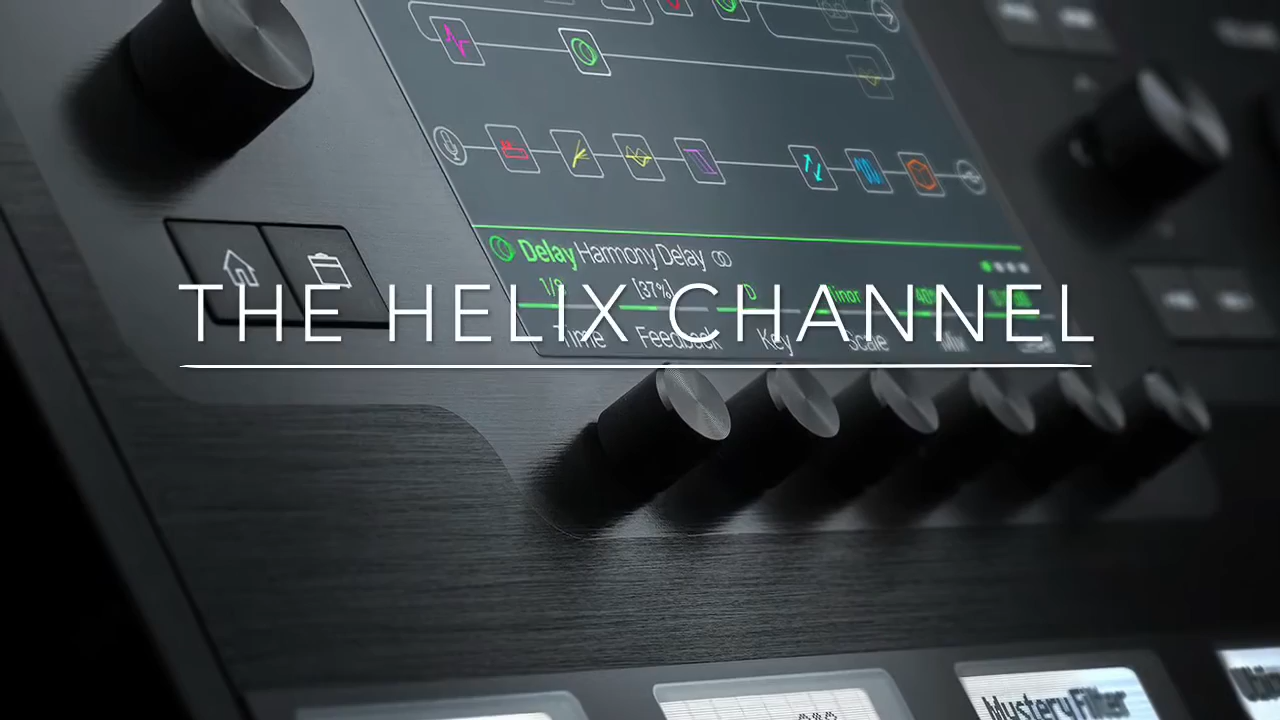 Delay Harmony Delay
[37%]
THE HELIX CHANNEL
Time Feedback Key Scale Mix
Mystery Filter